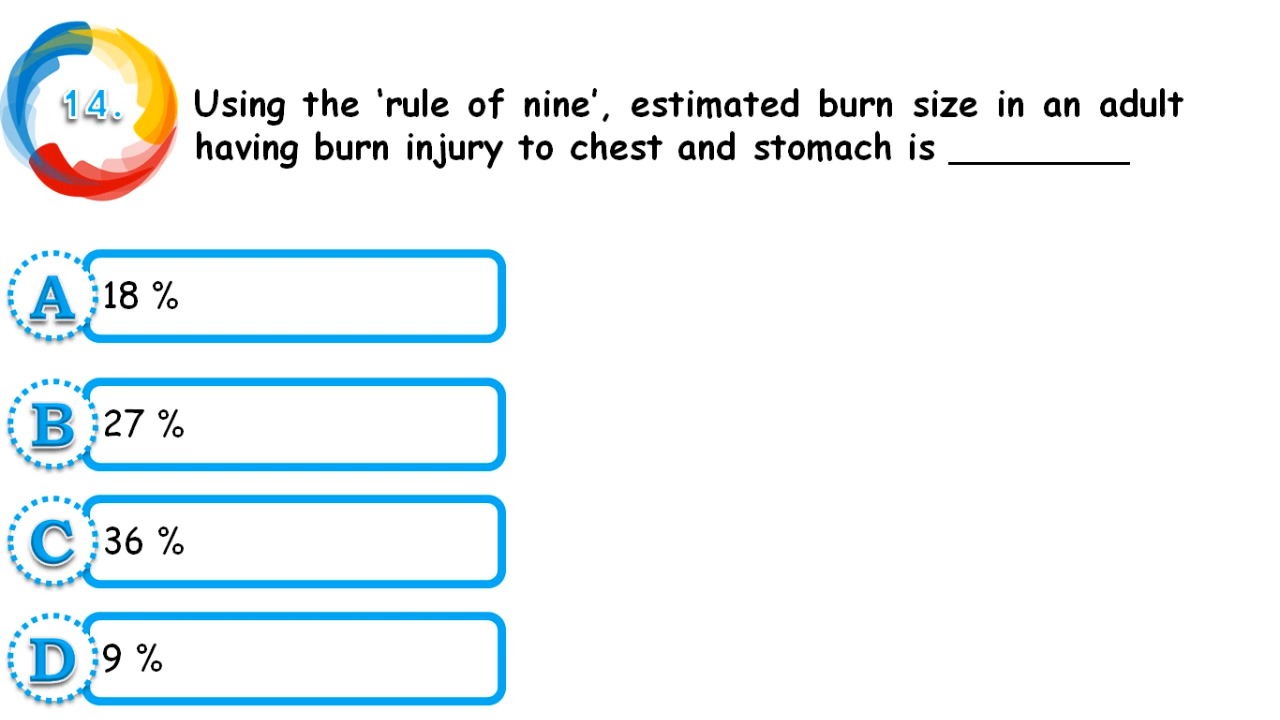 14.
Using the ‘rule of nine’, estimated burn size in an adult
having burn injury to chest and stomach is __________
A 18 %
B 27 %
C 36 %
D 9 %